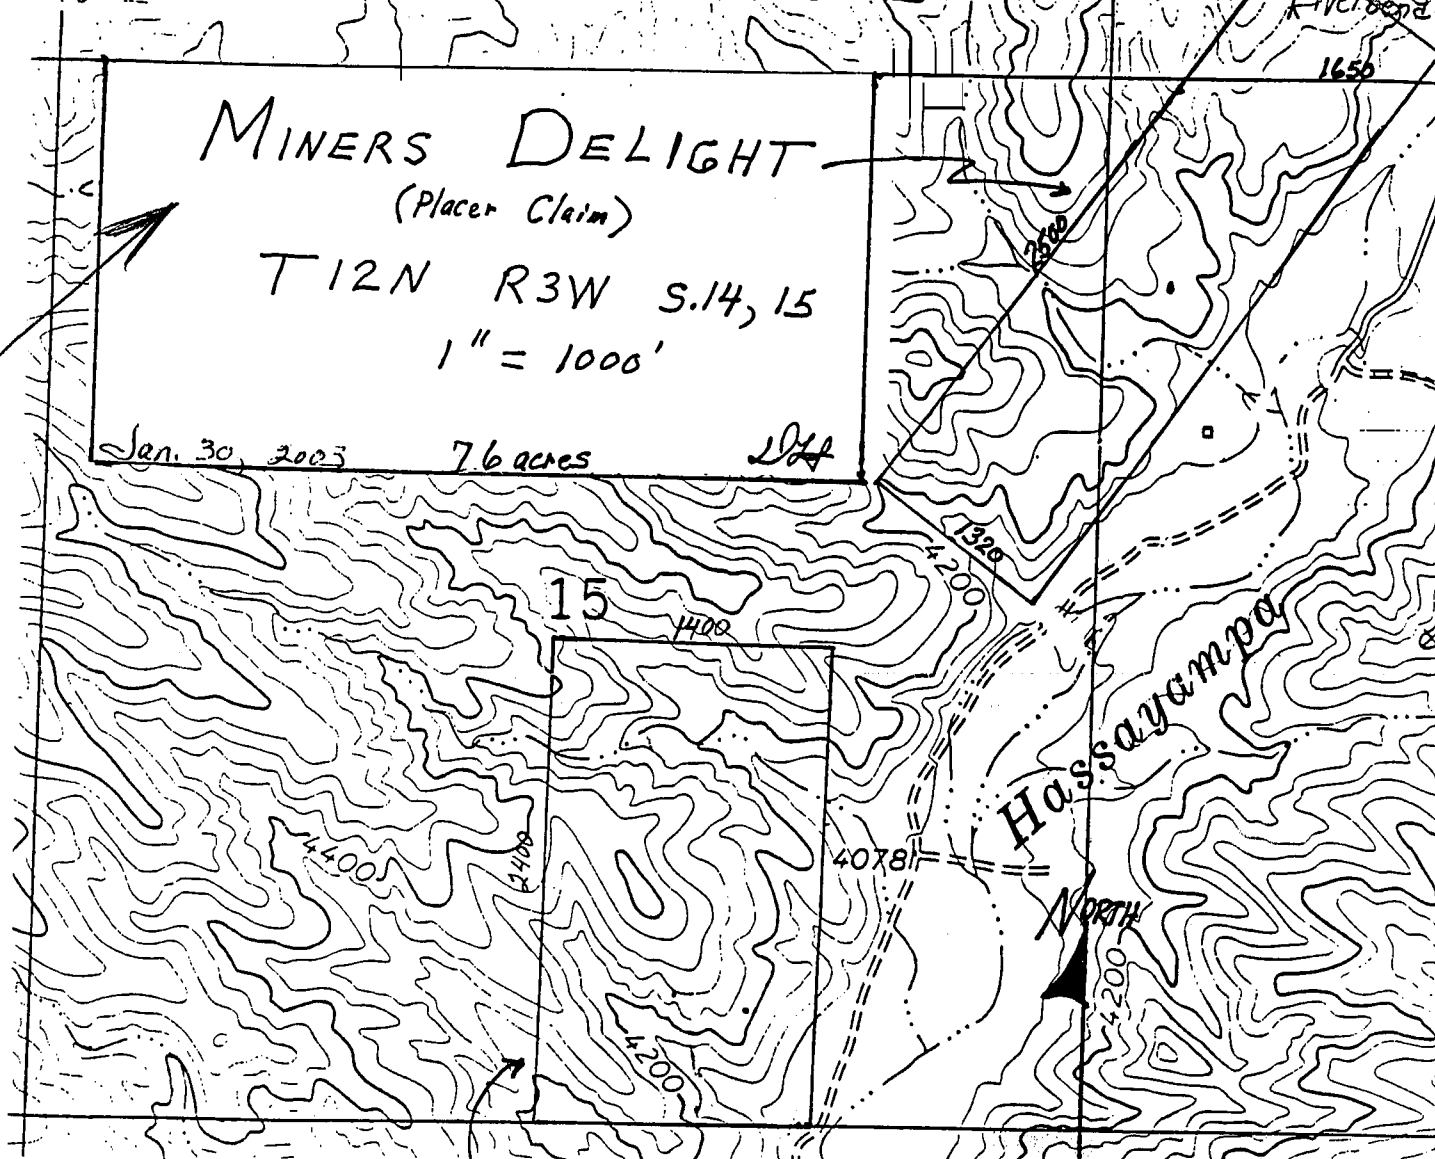 1650
MINERS DELIGHT
(Placer Claim)
T12N R3W S.14, 15
1" = 1000'
Jan. 30, 2003 76 acres
2500
1320
4200
15
1400
Hassayampa
2400
4400
4078
NORTH
4200
4200